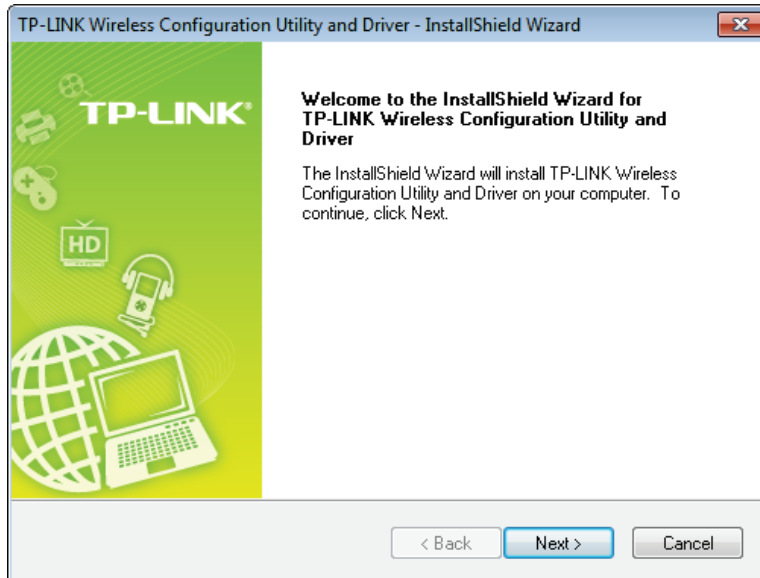 TP-LINK Wireless Configuration Utility and Driver - InstallShield Wizard
TP-LINK®
Welcome to the InstallShield Wizard for
TP-LINK Wireless Configuration Utility and
Driver
The InstallShield Wizard will install TP-LINK Wireless
Configuration Utility and Driver on your computer. To
continue, click Next.
HD
< Back
Next >
Cancel